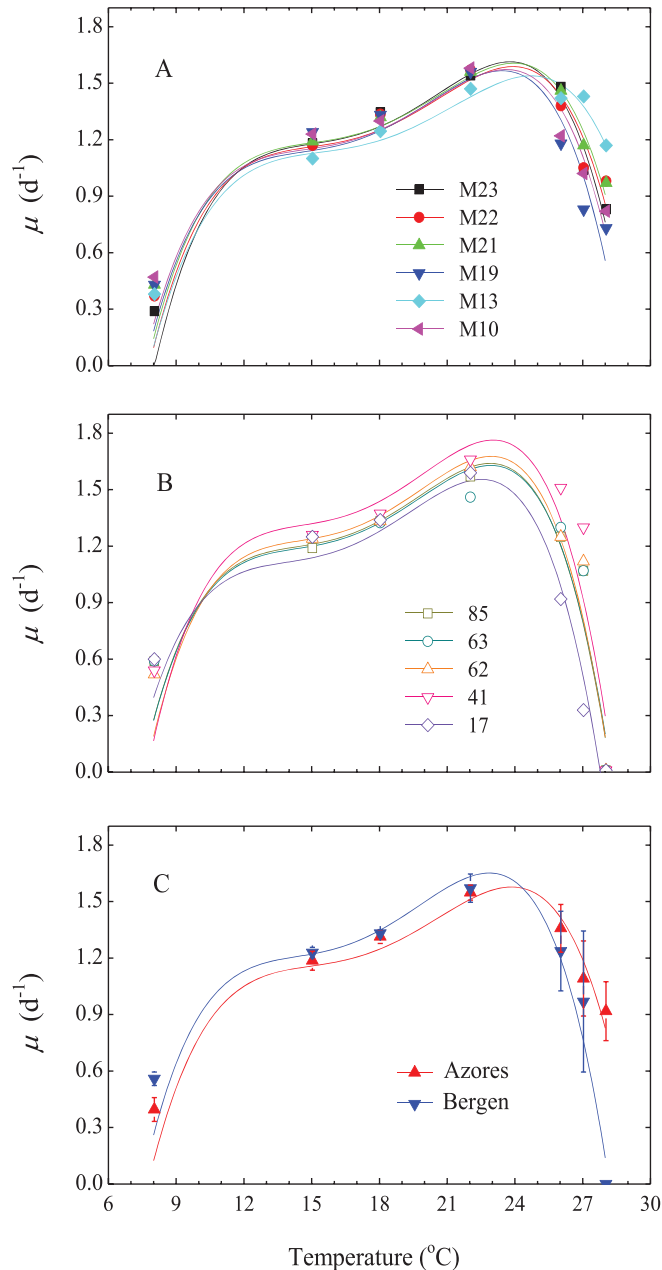 1.8
A
1.5
1.2
0.9
0.6
0.3
0.0
μ (d-1)
M23
M22
M21
M19
M13
M10
1.8
B
1.5
1.2
0.9
0.6
0.3
0.0
μ (d-1)
85
63
62
41
17
1.8
C
1.5
1.2
0.9
0.6
0.3
0.0
μ (d-1)
Azores
Bergen
6 9 12 15 18 21 24 27 30
Temperature (oC)